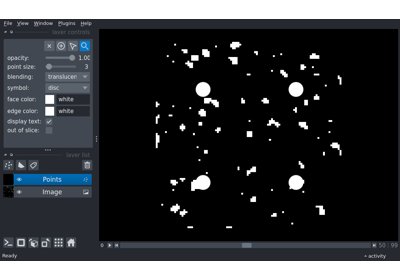 File View Window Plugins Help
layer controls
opacity: 1.00
point size: 3
blending: translucen
symbol: disc
face color: white
edge color: white
display text:
out of slice:
layer list
Points
Image
0 50 99
Ready activity